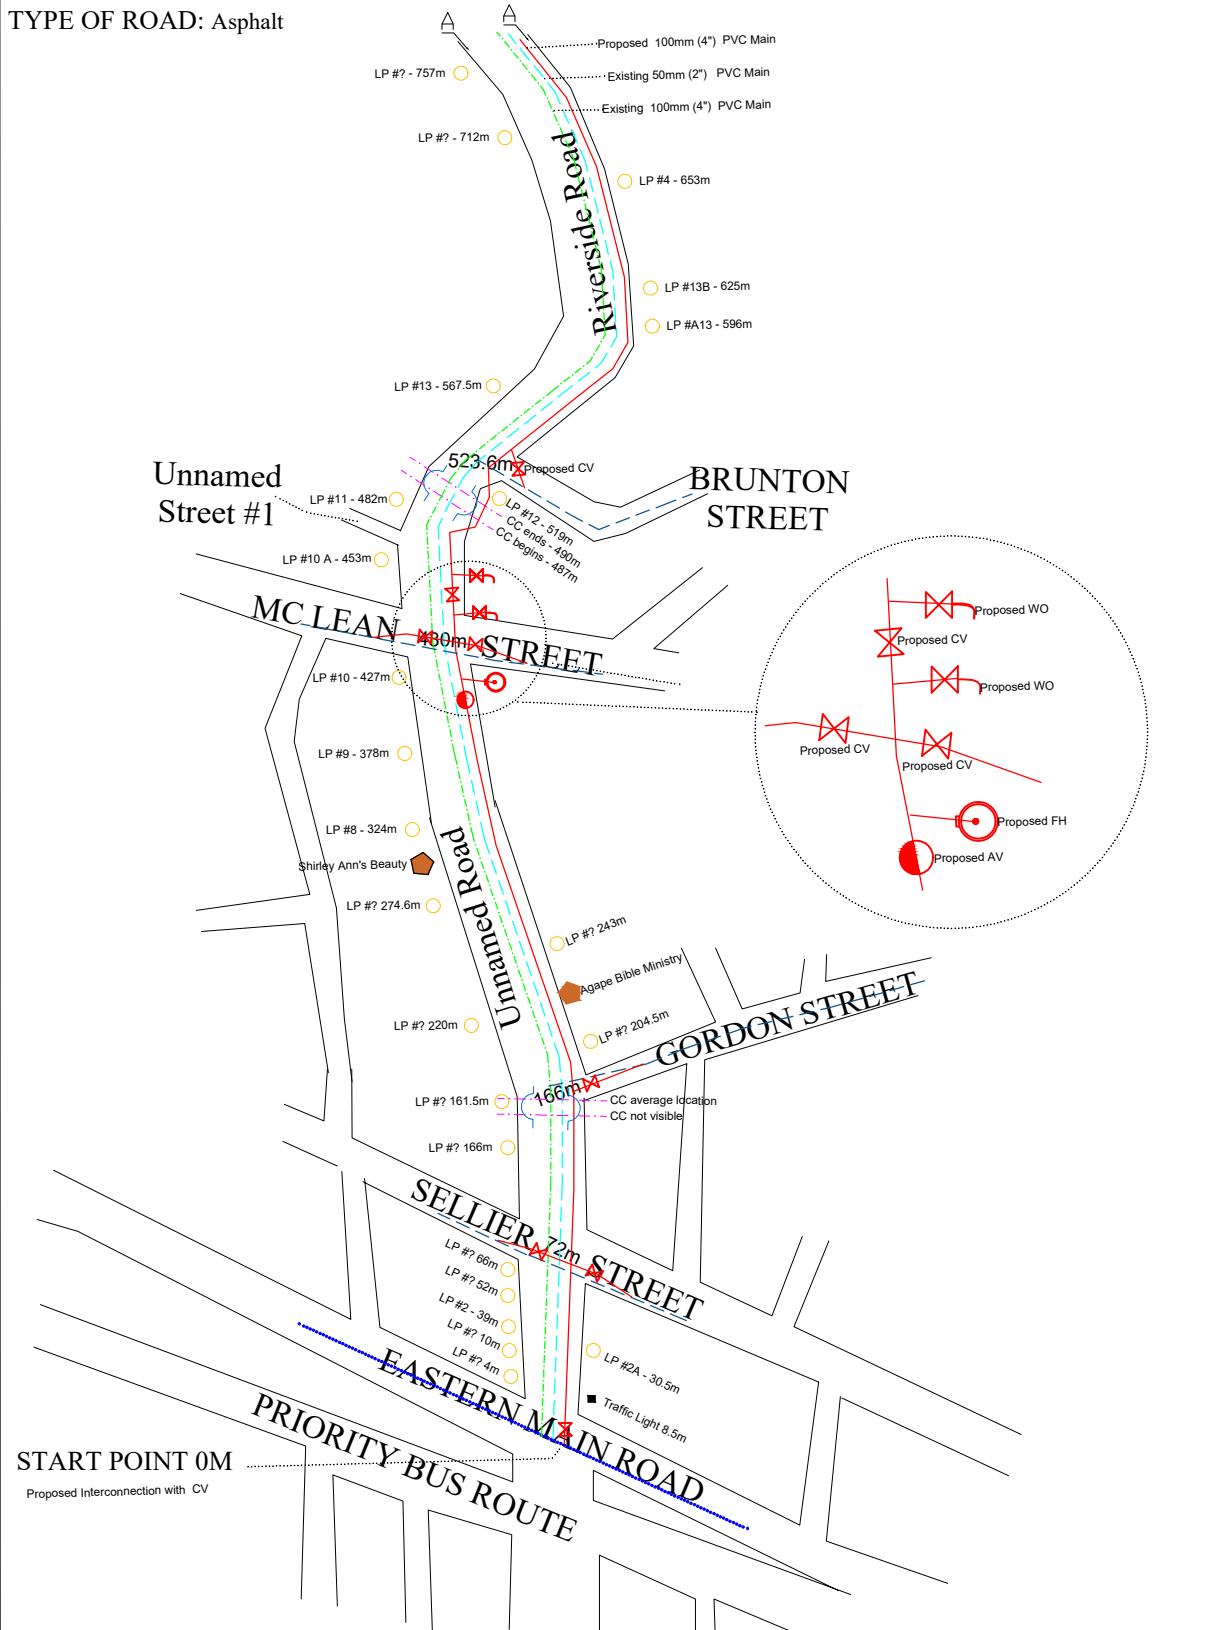 TYPE OF ROAD: Asphalt
A
A
Proposed 100mm (4") PVC Main
LP #? - 757m
Existing 50mm (2") PVC Main
Existing 100mm (4") PVC Main
LP #? - 712m
Riverside Road
LP #4 - 653m
LP #13B - 625m
LP #A13 - 596m
LP #13 - 567.5m
523.6m
Proposed CV
Unnamed
Street #1
BRUNTON
STREET
LP #11 - 482m
LP #12 - 519m
CC ends - 490m
CC begins - 487m
LP #10 A - 453m
MC LEAN STREET
430m
Proposed WO
Proposed CV
LP #10 - 427m
Proposed WO
Proposed CV
Proposed CV
LP #9 - 378m
LP #8 - 324m
Proposed FH
Shirley Ann's Beauty
Proposed AV
Unnamed Road
LP #? 274.6m
LP #? 243m
Agape Bible Ministry
LP #? 220m
LP #? 204.5m
GORDON STREET
166m
LP #? 161.5m
CC average location
CC not visible
LP #? 166m
SELLIER STREET
72m
LP #? 66m
LP #? 52m
LP #2 - 39m
LP #? 10m
LP #? 4m
LP #2A - 30.5m
Traffic Light 8.5m
EASTERN MAIN ROAD
PRIORITY BUS ROUTE
START POINT 0M
Proposed Interconnection with CV